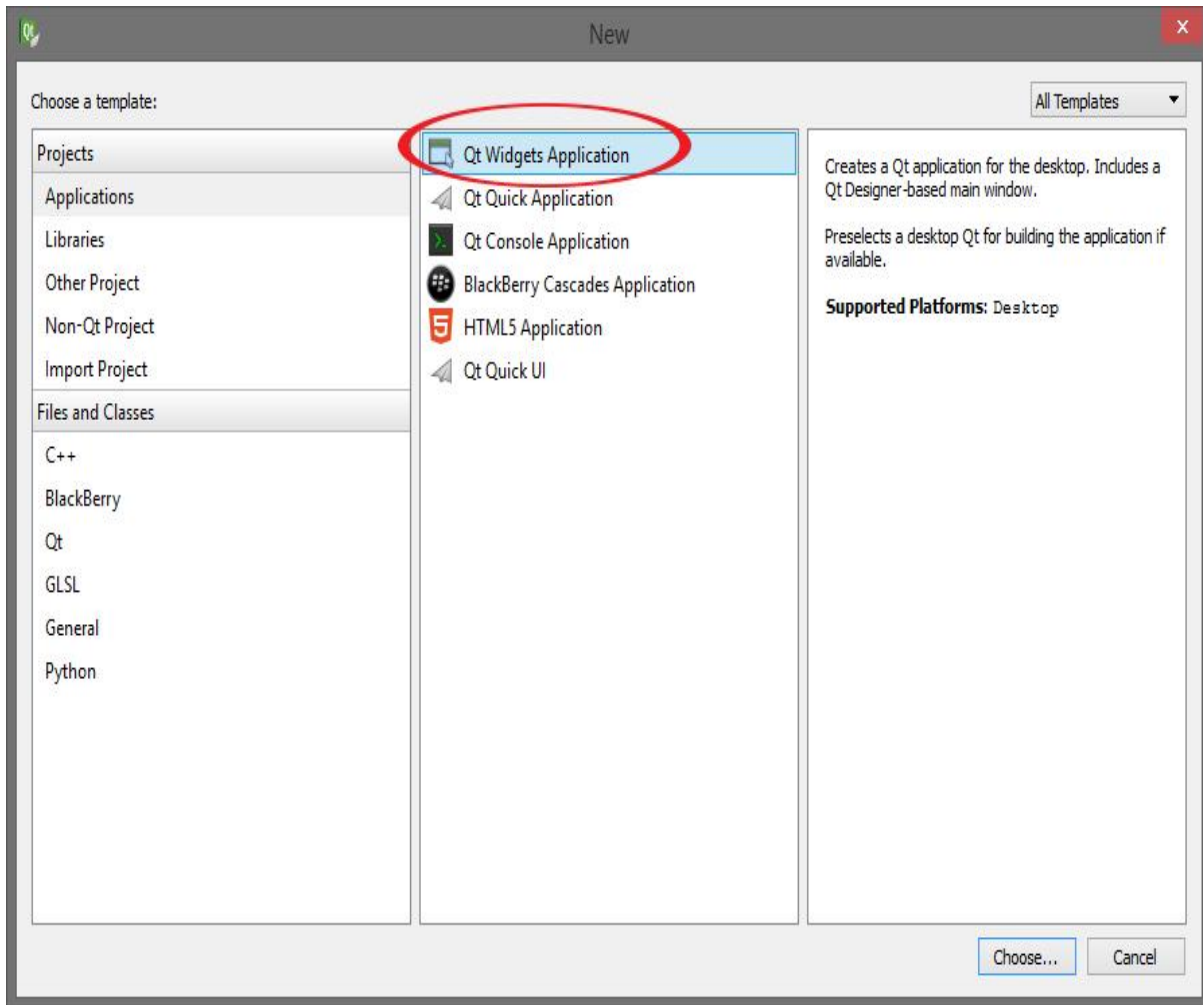 Qt
New
X
Choose a template:
All Templates
Projects
Applications
Libraries
Other Project
Non-Qt Project
Import Project
Files and Classes
C++
BlackBerry
Qt
GLSL
General
Python
Qt Widgets Application
Qt Quick Application
Qt Console Application
BlackBerry Cascades Application
HTML5 Application
Qt Quick UI
Creates a Qt application for the desktop. Includes a
Qt Designer-based main window.
Preselects a desktop Qt for building the application if
available.
Supported Platforms: Desktop
Choose...
Cancel